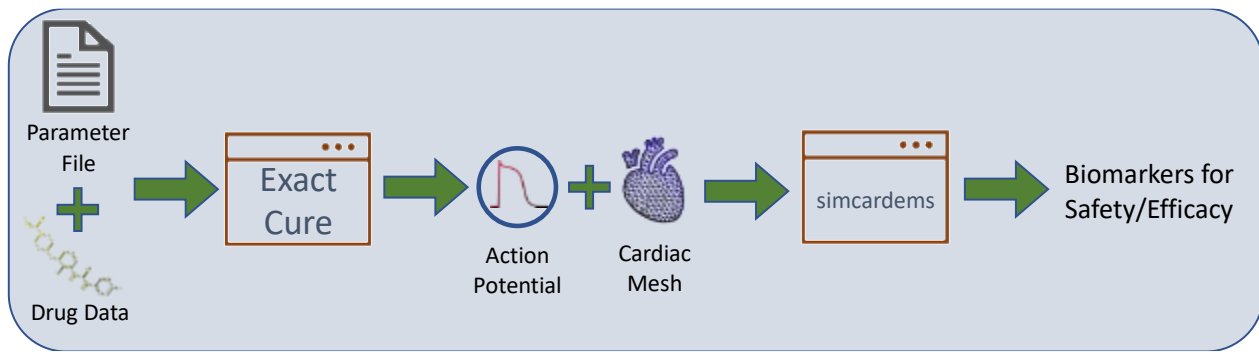 Parameter
File
Drug Data
Exact
Cure
Action
Potential
Cardiac
Mesh
simcardems
Biomarkers for
Safety/Efficacy